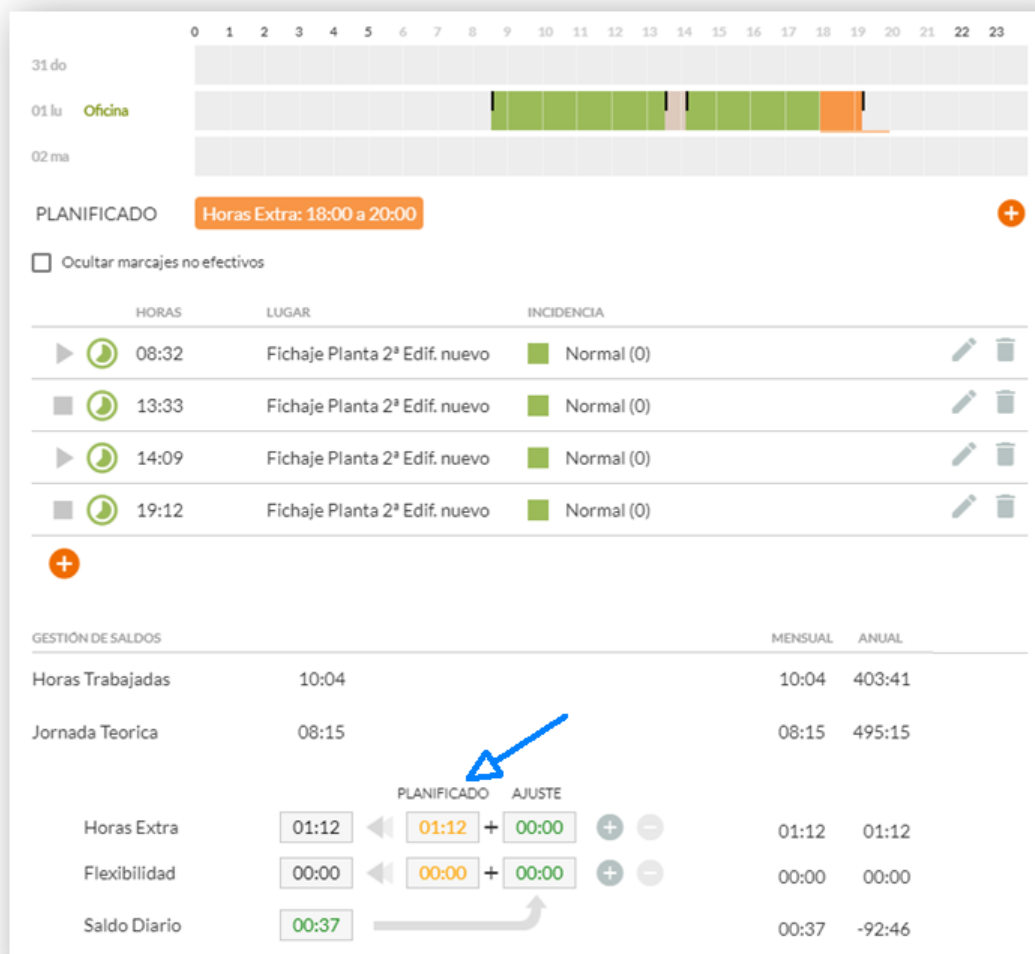 0 1 2 3 4 5 6 7 8 9 10 11 12 13 14 15 16 17 18 19 20 21 22 23
31 do
01 lu Oficina
02 ma
PLANIFICADO Horas Extra: 18:00 a 20:00
Ocultar marcajes no efectivos
HORAS LUGAR INCIDENCIA
08:32 Fichaje Planta 2ª Edif. nuevo Normal (0)
13:33 Fichaje Planta 2ª Edif. nuevo Normal (0)
14:09 Fichaje Planta 2ª Edif. nuevo Normal (0)
19:12 Fichaje Planta 2ª Edif. nuevo Normal (0)
GESTIÓN DE SALDOS MENSUAL ANUAL
Horas Trabajadas 10:04 10:04 403:41
Jornada Teorica 08:15 08:15 495:15
PLANIFICADO AJUSTE
Horas Extra 01:12 01:12 + 00:00 01:12 01:12
Flexibilidad 00:00 00:00 + 00:00 00:00 00:00
Saldo Diario 00:37 00:37 -92:46